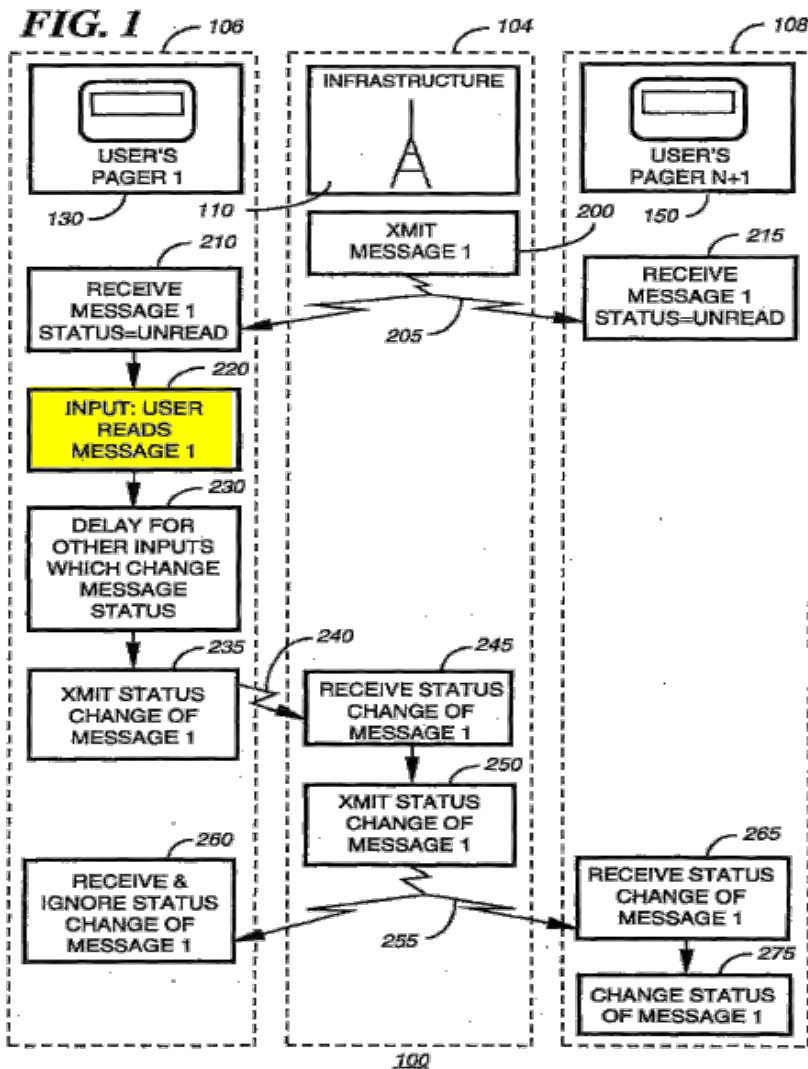 FIG. 1
106
104
108
USER'S
PAGER 1
130
INFRASTRUCTURE
110
USER'S
PAGER N+1
150
XMIT
MESSAGE 1
200
210
RECEIVE
MESSAGE 1
STATUS=UNREAD
205
215
RECEIVE
MESSAGE 1
STATUS=UNREAD
220
INPUT: USER
READS
MESSAGE 1
230
DELAY FOR
OTHER INPUTS
WHICH CHANGE
MESSAGE
STATUS
235
XMIT STATUS
CHANGE OF
MESSAGE 1
240
245
RECEIVE STATUS
CHANGE OF
MESSAGE 1
250
XMIT STATUS
CHANGE OF
MESSAGE 1
260
RECEIVE &
IGNORE STATUS
CHANGE OF
MESSAGE 1
255
265
RECEIVE STATUS
CHANGE OF
MESSAGE 1
275
CHANGE STATUS
OF MESSAGE 1
100